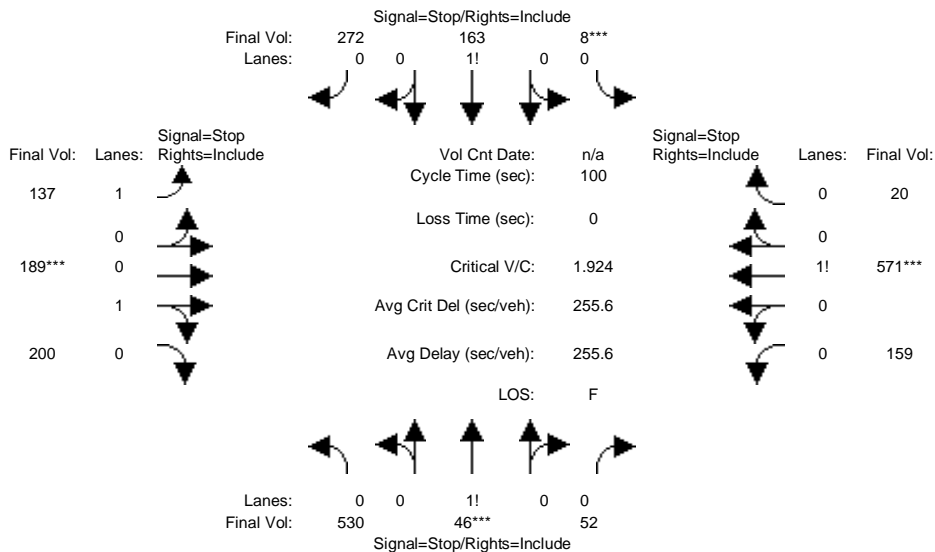 Signal=Stop/Rights=Include
Final Vol: 272 163 8***
Lanes: 0 0 1! 0 0
Signal=Stop
Final Vol: Lanes: Rights=Include
Vol Cnt Date: n/a
Signal=Stop
Rights=Include Lanes: Final Vol:
Cycle Time (sec): 100
137 1
0 20
Loss Time (sec): 0
0
0
189*** 0
Critical V/C: 1.924
1! 571***
1
Avg Crit Del (sec/veh): 255.6
0
200 0
Avg Delay (sec/veh): 255.6
0 159
LOS: F
Lanes: 0 0 1! 0 0
Final Vol: 530 46*** 52
Signal=Stop/Rights=Include